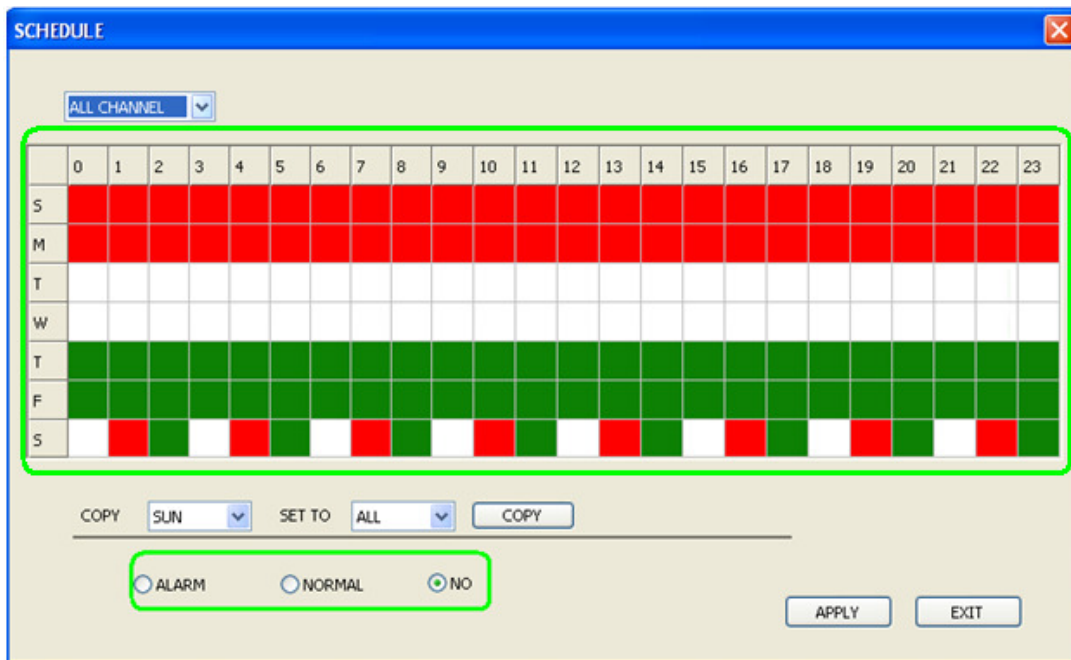 SCHEDULE
ALL CHANNEL
0 1 2 3 4 5 6 7 8 9 10 11 12 13 14 15 16 17 18 19 20 21 22 23
S
M
T
W
T
F
S
COPY SUN SET TO ALL COPY
ALARM NORMAL NO
APPLY EXIT